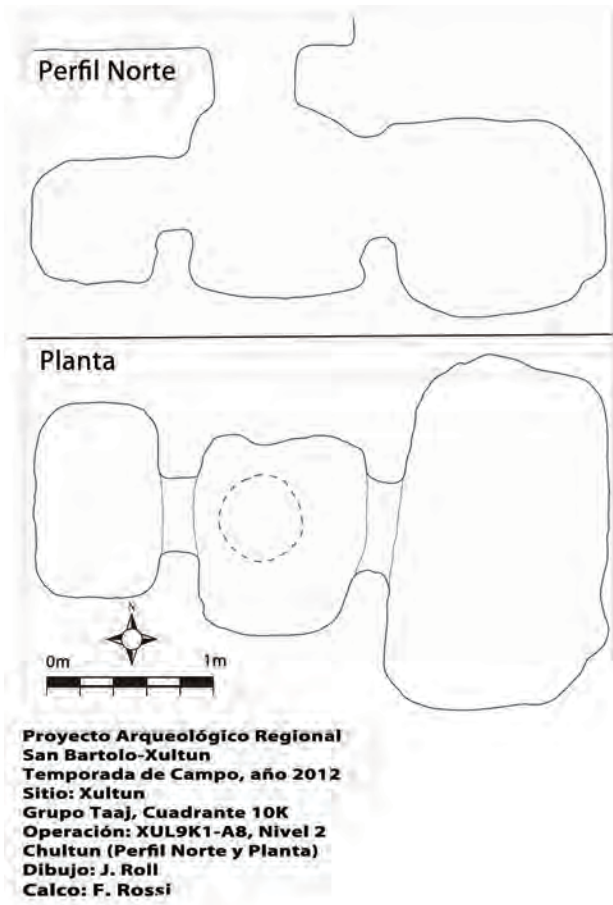 Perfil Norte
Planta
N
0m 1m
Proyecto Arqueológico Regional
San Bartolo-Xultun
Temporada de Campo, año 2012
Sitio: Xultun
Grupo Taaj, Cuadrante 10K
Operación: XUL9K1-A8, Nivel 2
Chultun (Perfil Norte y Planta)
Dibujo: J. Roll
Calco: F. Rossi